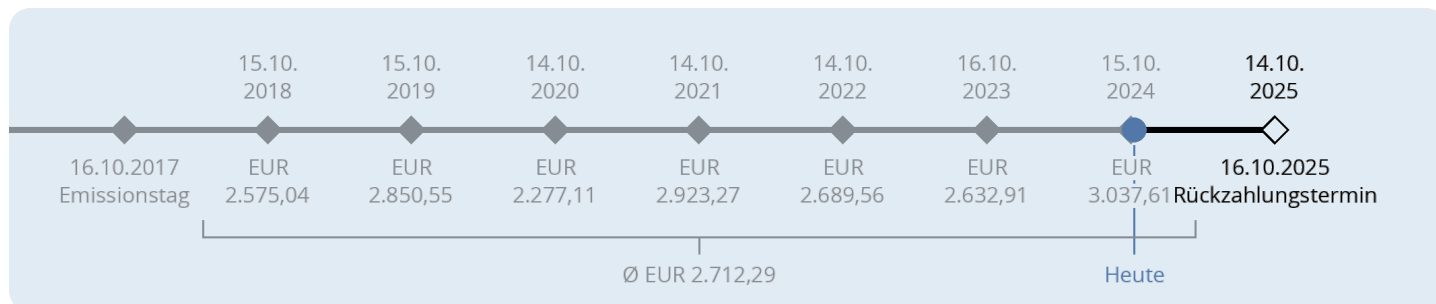 15.10.
2018
15.10.
2019
14.10.
2020
14.10.
2021
14.10.
2022
16.10.
2023
15.10.
2024
14.10.
2025
16.10.2017
Emissionstag
EUR
2.575,04
EUR
2.850,55
EUR
2.277,11
EUR
2.923,27
EUR
2.689,56
EUR
2.632,91
EUR
3.037,61
16.10.2025
Rückzahlungstermin
Ø EUR 2.712,29
Heute